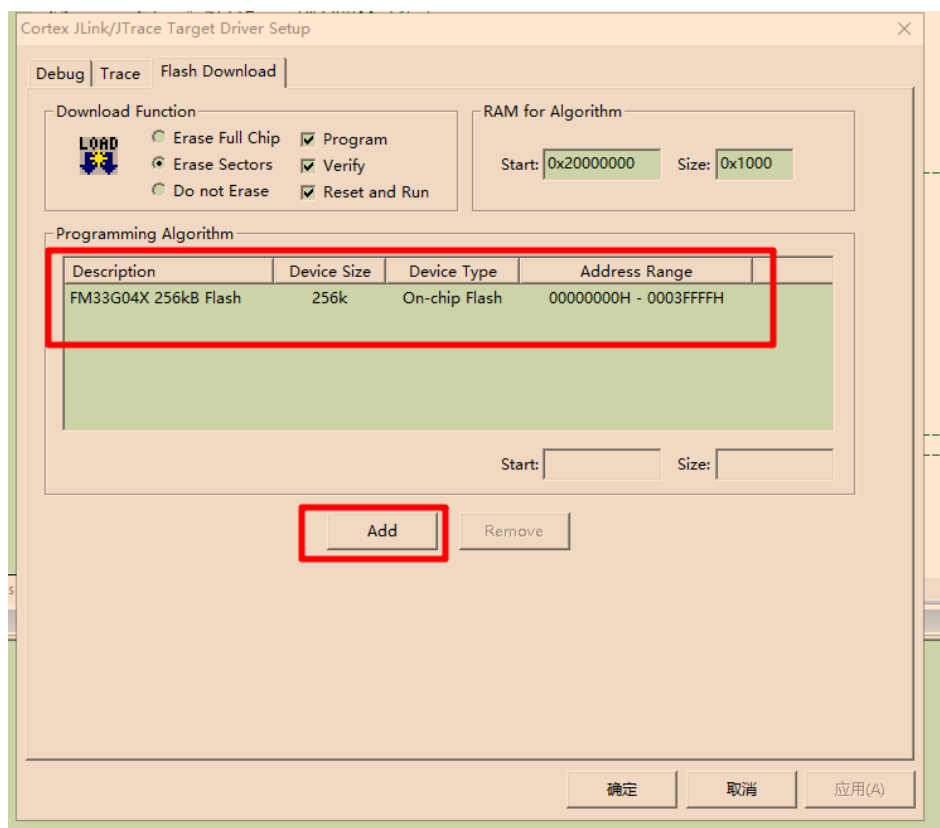 Cortex JLink/JTrace Target Driver Setup
Debug Trace Flash Download
Download Function
LOAD
Erase Full Chip
Erase Sectors
Do not Erase
Program
Verify
Reset and Run
RAM for Algorithm
Start: 0x20000000 Size: 0x1000
Programming Algorithm
Description Device Size Device Type Address Range
FM33G04X 256kB Flash 256k On-chip Flash 00000000H - 0003FFFFH
Start: Size:
Add Remove
确定 取消 应用(A)